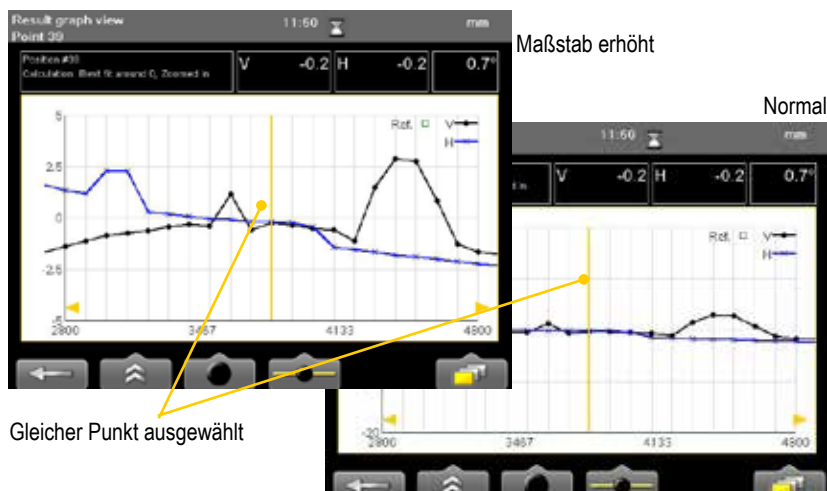 Result graph view 11:50 mm
Point 39
Position #39
Calculation: Best fit around 0, Zoomed in
V -0.2 H -0.2 0.7°
Maßstab erhöht
Normal
5
Ref. V
H
2.5
0
-2.5
-5
2800 3467 4133 4800
11:50 mm
d in
V -0.2 H -0.2 0.7°
Ref. V
H
-20
2800 3467 4133 4800
Gleicher Punkt ausgewählt